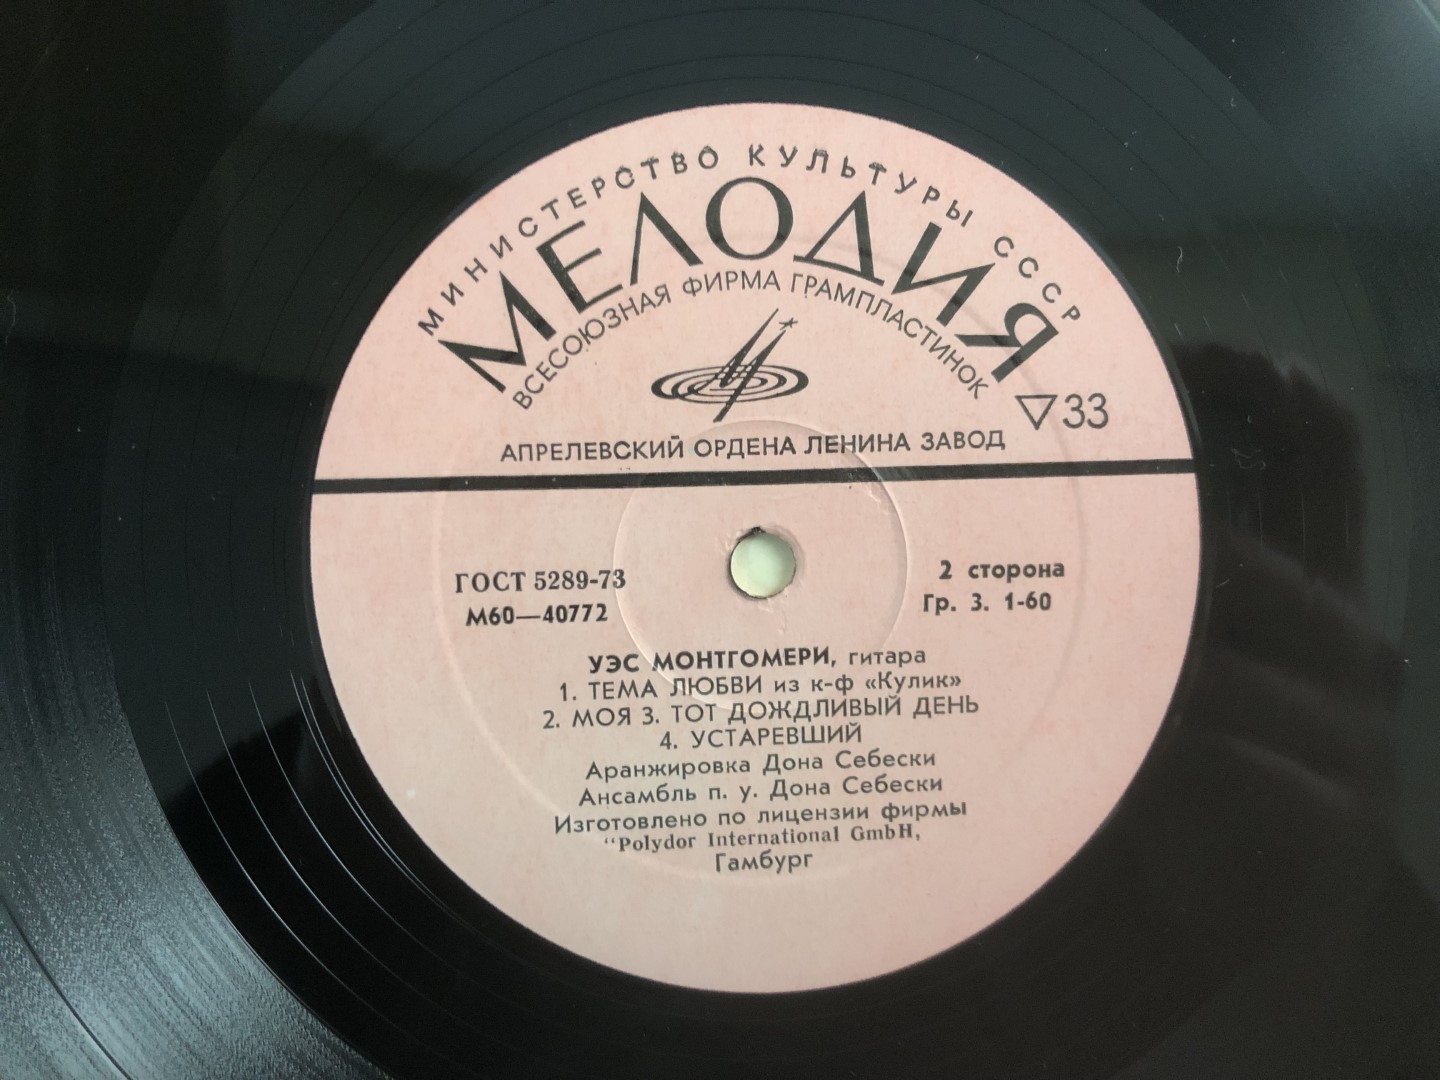 МИНИСТЕРСТВО КУЛЬТУРЫ СССР
МЕЛОДИЯ
ВСЕСОЮЗНАЯ ФИРМА ГРАМПЛАСТИНОК
▽33
АПРЕЛЕВСКИЙ ОРДЕНА ЛЕНИНА ЗАВОД
ГОСТ 5289-73
М60—40772
2 сторона
Гр. 3. 1-60
УЭС МОНТГОМЕРИ, гитара
1. ТЕМА ЛЮБВИ из к-ф «Кулик»
2. МОЯ 3. ТОТ ДОЖДЛИВЫЙ ДЕНЬ
4. УСТАРЕВШИЙ
Аранжировка Дона Себески
Ансамбль п. у. Дона Себески
Изготовлено по лицензии фирмы
"Polydor International GmbH,
Гамбург